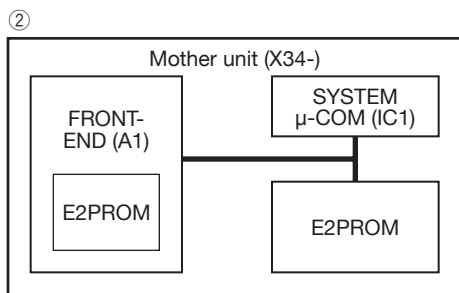 ②
Mother unit (X34-)
FRONT-
END (A1)
E2PROM
SYSTEM
µ-COM (IC1)
E2PROM